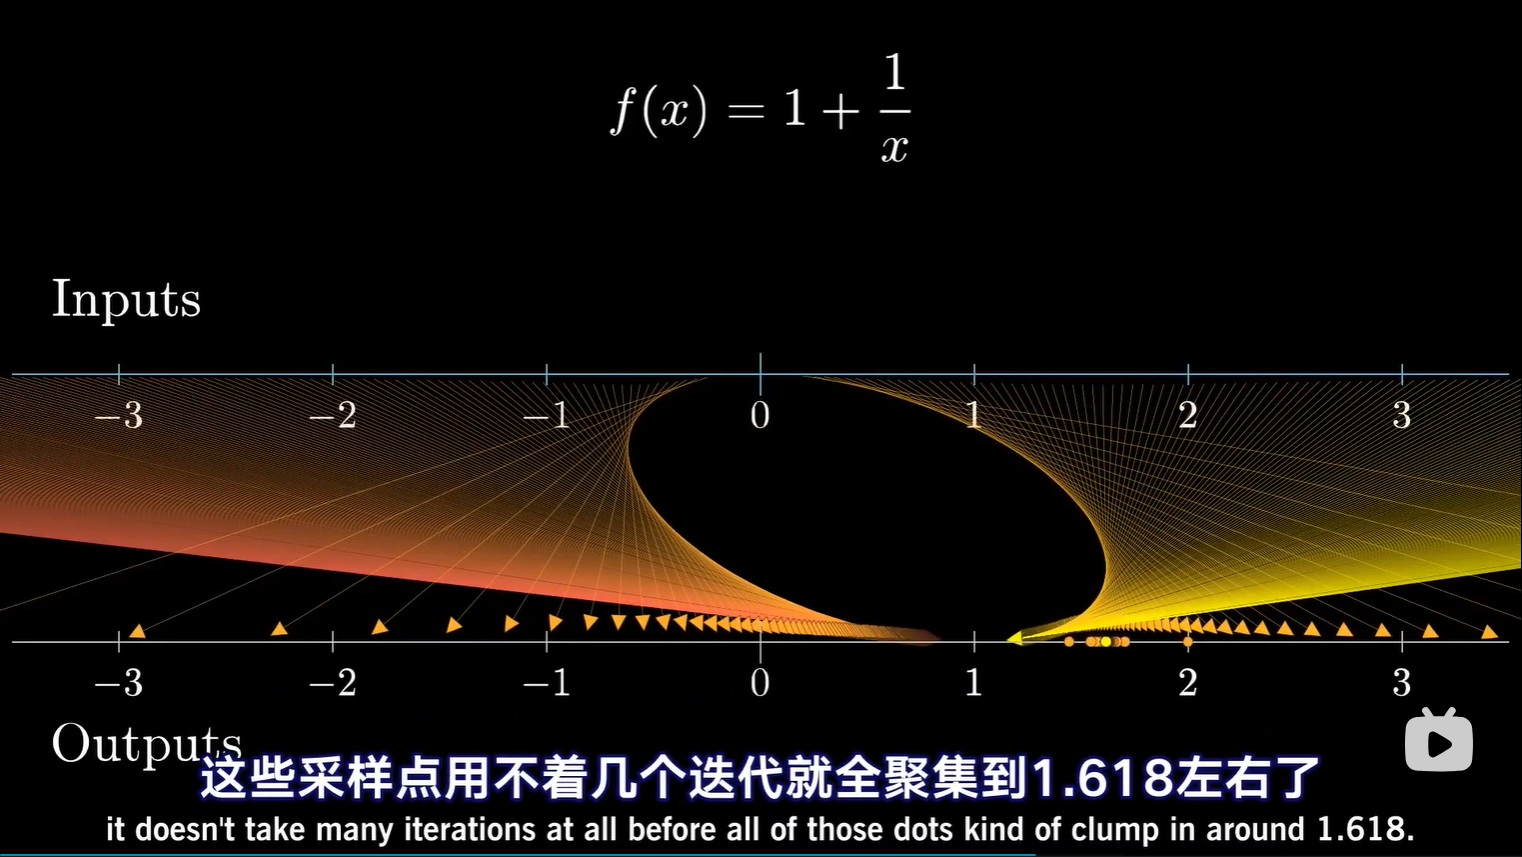 f(x) = 1 + 1/x
Inputs
−3 −2 −1 0 1 2 3
−3 −2 −1 0 1 2 3
Outputs
这些采样点用不着几个迭代就全聚集到1.618左右了
it doesn't take many iterations at all before all of those dots kind of clump in around 1.618.